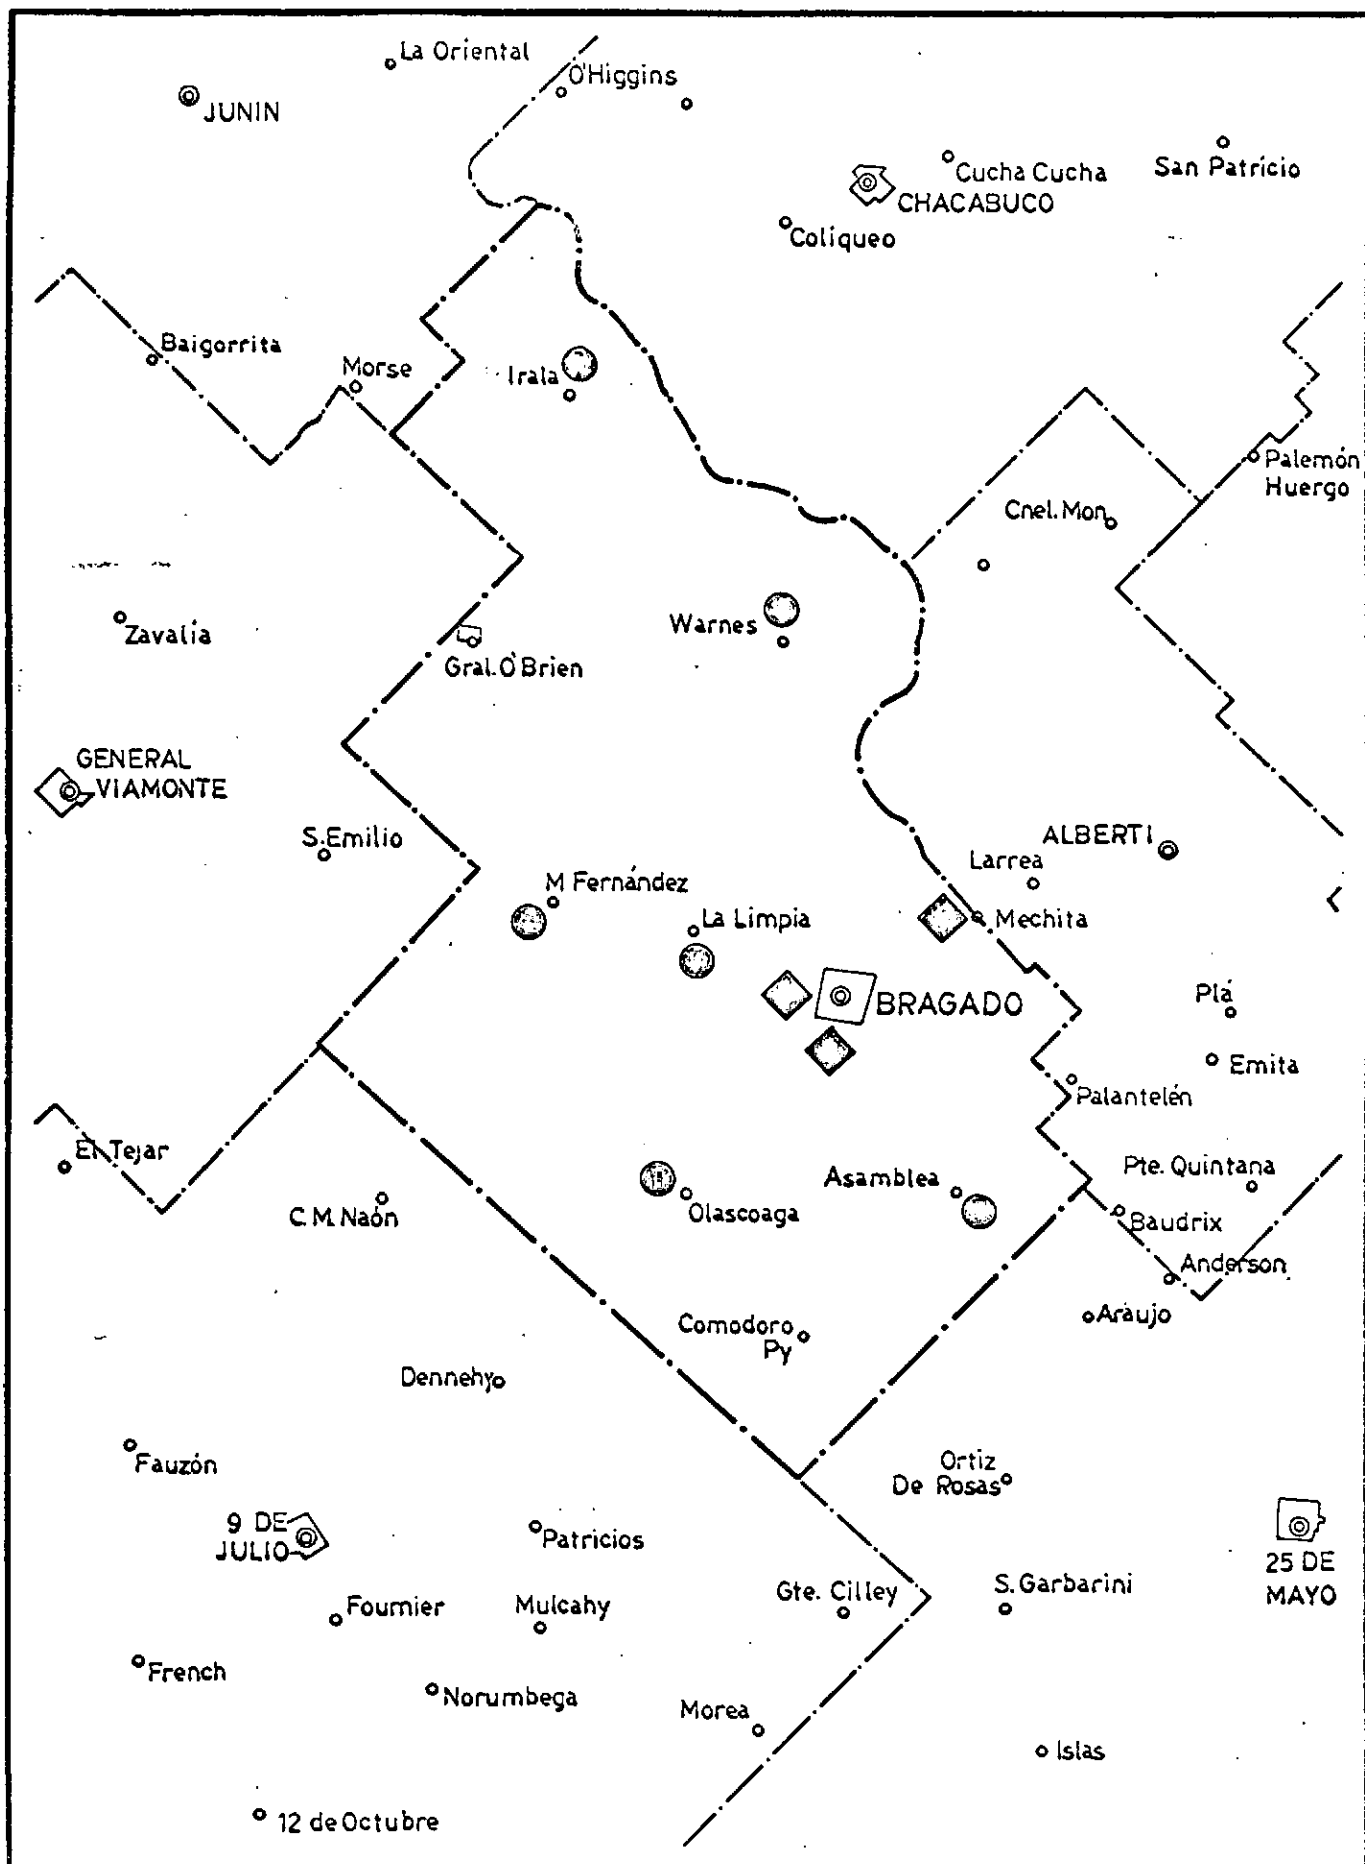 La Oriental
O'Higgins
JUNIN
Cucha Cucha
San Patricio
CHACABUCO
Coliqueo
Baigorrita
Morse
Irala
Palemón
Huergo
Cnel. Mon
Zavalía
Warnes
Gral. O'Brien
GENERAL
VIAMONTE
S. Emilio
ALBERTI
Larrea
M Fernández
La Limpia
Mechita
BRAGADO
Plá
Emita
Palantelén
El Tejar
C. M. Naón
Olascoaga
Asamblea
Pte. Quintana
Baudrix
Anderson
Araujo
Comodoro
Py
Dennehy
Fauzón
Ortiz
De Rosas
9 DE
JULIO
Patricios
25 DE
MAYO
Fournier
Mulcahy
Gte. Cilley
S. Garbarini
French
Norumbega
Morea
Islas
12 de Octubre